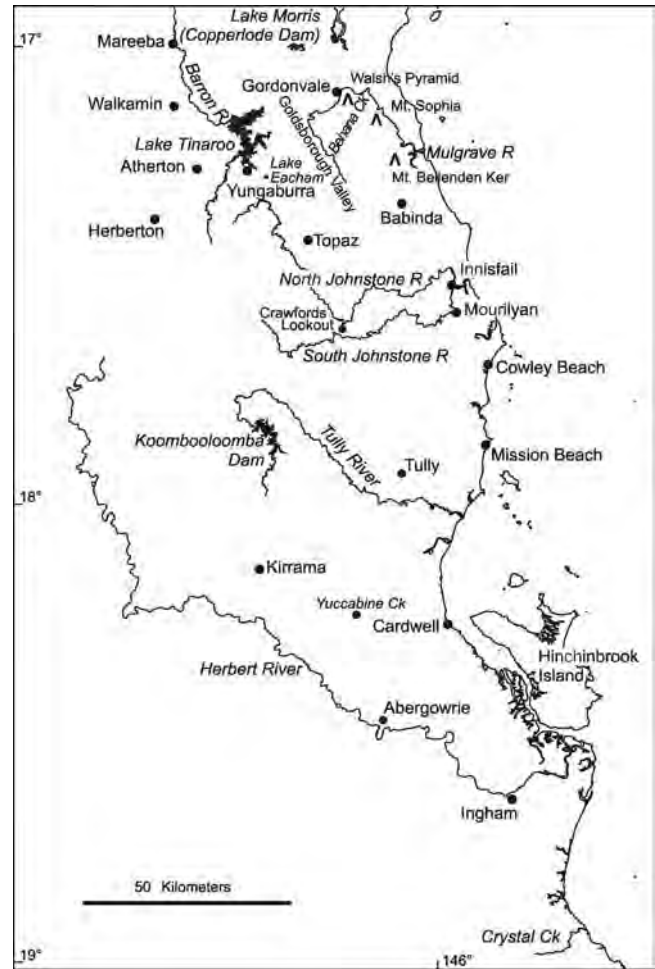 Lake Morris
(Copperlode Dam)
17°
Mareeba
Walsh's Pyramid
Gordonvale
Barron R
Mt. Sophia
Walkamin
Goldsborough Valley
Behana Ck
Lake Tinaroo
Mulgrave R
Lake
Eacham
Atherton
Mt Bellenden Ker
Yungaburra
Babinda
Herberton
Topaz
Innisfail
North Johnstone R
Mourilyan
Crawfords
Lookout
South Johnstone R
Cowley Beach
Koombooloomba
Dam
Tully River
Mission Beach
Tully
18°
Kirrama
Yuccabine Ck
Cardwell
Hinchinbrook
Island
Herbert River
Abergowrie
Ingham
50 Kilometers
Crystal Ck
19°
146°